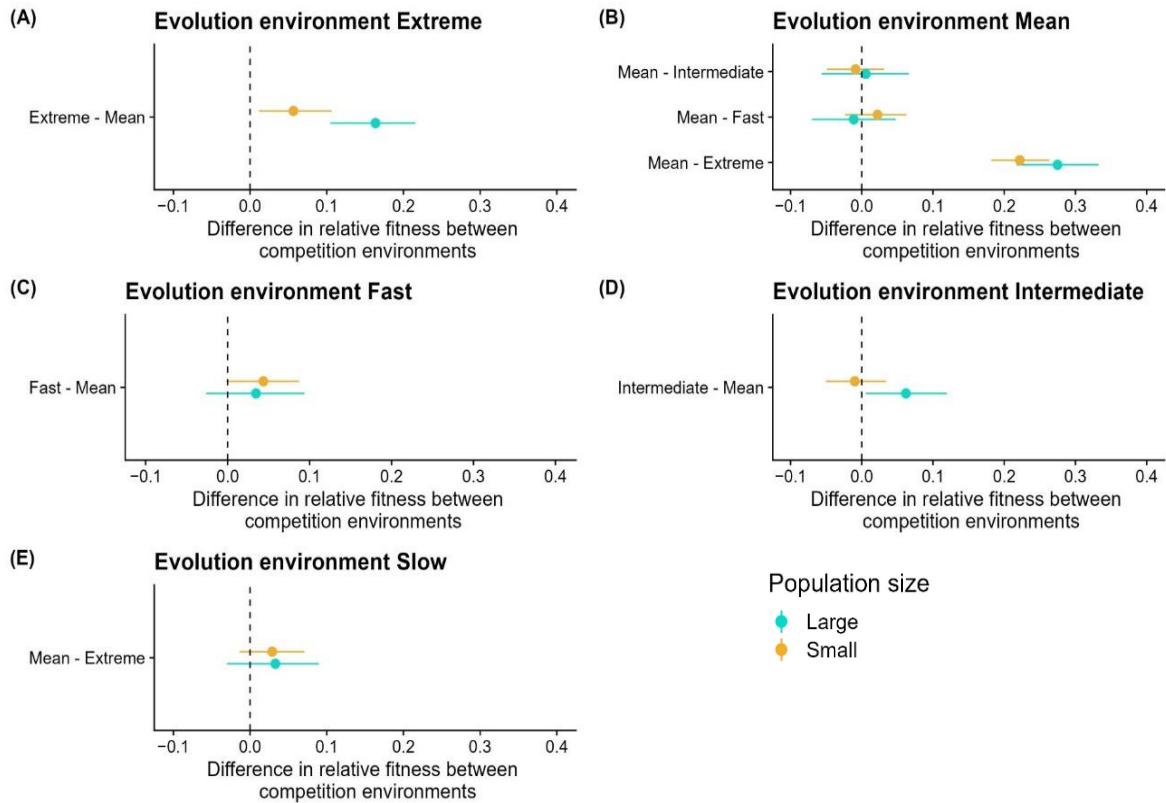 (A)
Evolution environment Extreme
Extreme - Mean
−0.1 0.0 0.1 0.2 0.3 0.4
Difference in relative fitness between
competition environments
(B)
Evolution environment Mean
Mean - Intermediate
Mean - Fast
Mean - Extreme
−0.1 0.0 0.1 0.2 0.3 0.4
Difference in relative fitness between
competition environments
(C)
Evolution environment Fast
Fast - Mean
−0.1 0.0 0.1 0.2 0.3 0.4
Difference in relative fitness between
competition environments
(D)
Evolution environment Intermediate
Intermediate - Mean
−0.1 0.0 0.1 0.2 0.3 0.4
Difference in relative fitness between
competition environments
(E)
Evolution environment Slow
Mean - Extreme
−0.1 0.0 0.1 0.2 0.3 0.4
Difference in relative fitness between
competition environments
Population size
Large
Small